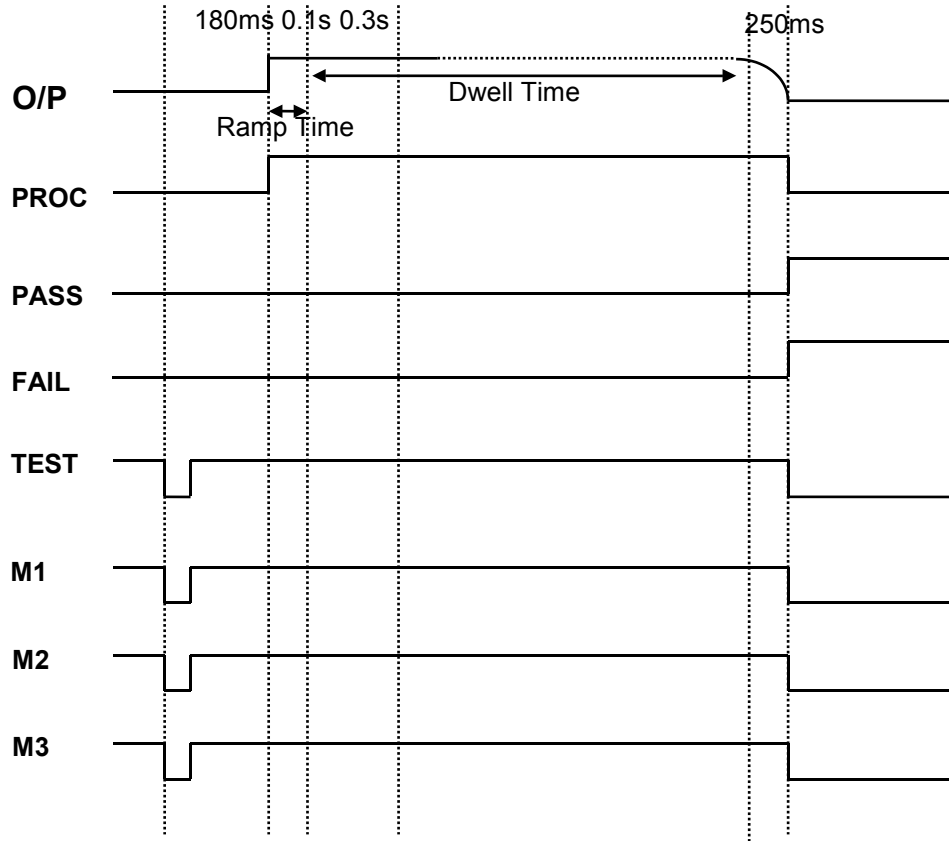 180ms 0.1s 0.3s 250ms
O/P
Dwell Time
Ramp Time
PROC
PASS
FAIL
TEST
M1
M2
M3